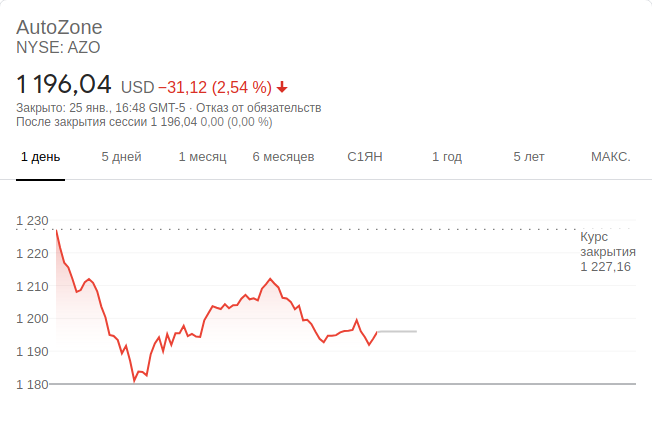 AutoZone
NYSE: AZO
1 196,04 USD −31,12 (2,54 %)
Закрыто: 25 янв., 16:48 GMT-5 · Отказ от обязательств
После закрытия сессии 1 196,04 0,00 (0,00 %)
1 день 5 дней 1 месяц 6 месяцев С1ЯН 1 год 5 лет МАКС.
1 230
Курс
закрытия
1 227,16
1 220
1 210
1 200
1 190
1 180